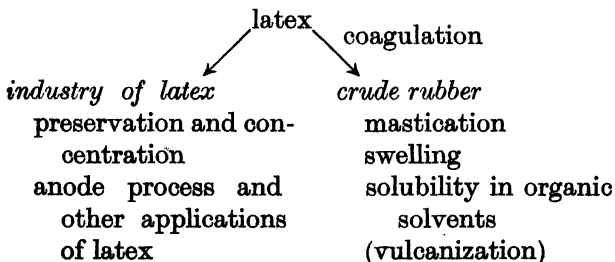 latex
coagulation
industry of latex
preservation and con-
centration
anode process and
other applications
of latex
crude rubber
mastication
swelling
solubility in organic
solvents
(vulcanization)